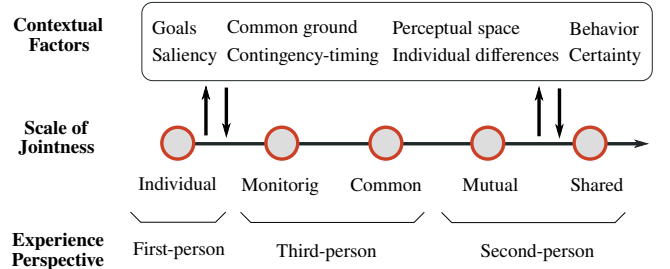 Contextual Factors
Goals Common ground Perceptual space Behavior
Saliency Contingency-timing Individual differences Certainty
Scale of Jointness
Individual Monitorig Common Mutual Shared
Experience Perspective
First-person Third-person Second-person